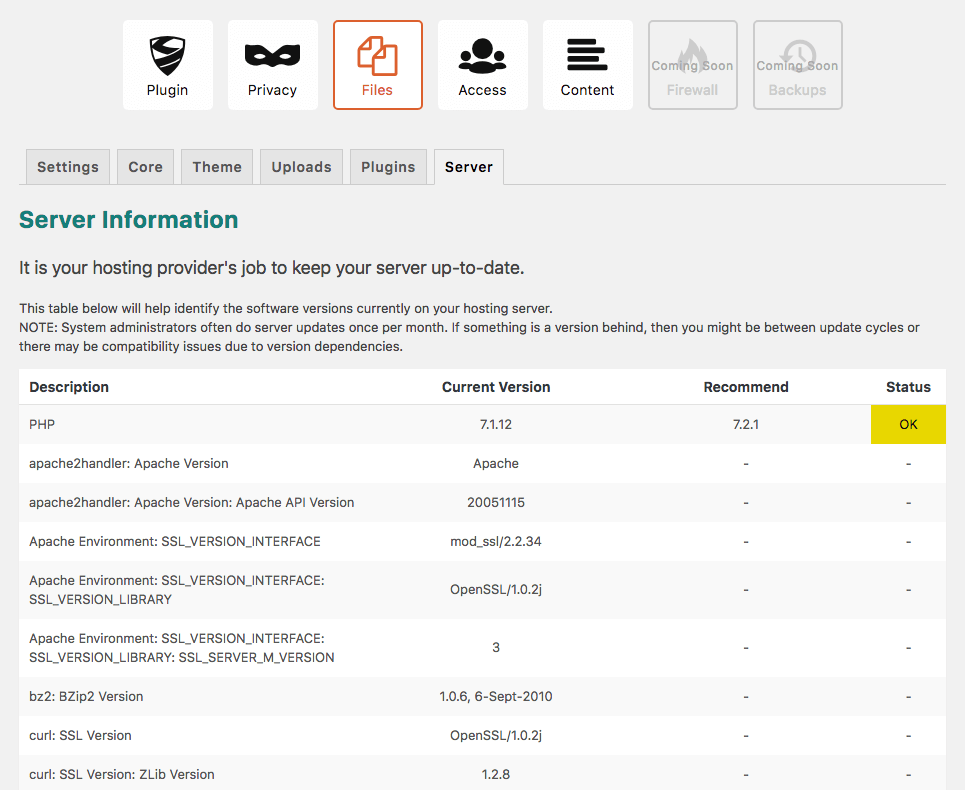 Plugin Privacy Files Access Content Coming Soon Firewall Coming Soon Backups
Settings Core Theme Uploads Plugins Server
Server Information
It is your hosting provider's job to keep your server up-to-date.
This table below will help identify the software versions currently on your hosting server.
NOTE: System administrators often do server updates once per month. If something is a version behind, then you might be between update cycles or
there may be compatibility issues due to version dependencies.
Description Current Version Recommend Status
PHP 7.1.12 7.2.1 OK
apache2handler: Apache Version Apache - -
apache2handler: Apache Version: Apache API Version 20051115 - -
Apache Environment: SSL_VERSION_INTERFACE mod_ssl/2.2.34 - -
Apache Environment: SSL_VERSION_INTERFACE:
SSL_VERSION_LIBRARY OpenSSL/1.0.2j - -
Apache Environment: SSL_VERSION_INTERFACE:
SSL_VERSION_LIBRARY: SSL_SERVER_M_VERSION 3 - -
bz2: BZip2 Version 1.0.6, 6-Sept-2010 - -
curl: SSL Version OpenSSL/1.0.2j - -
curl: SSL Version: ZLib Version 1.2.8 - -